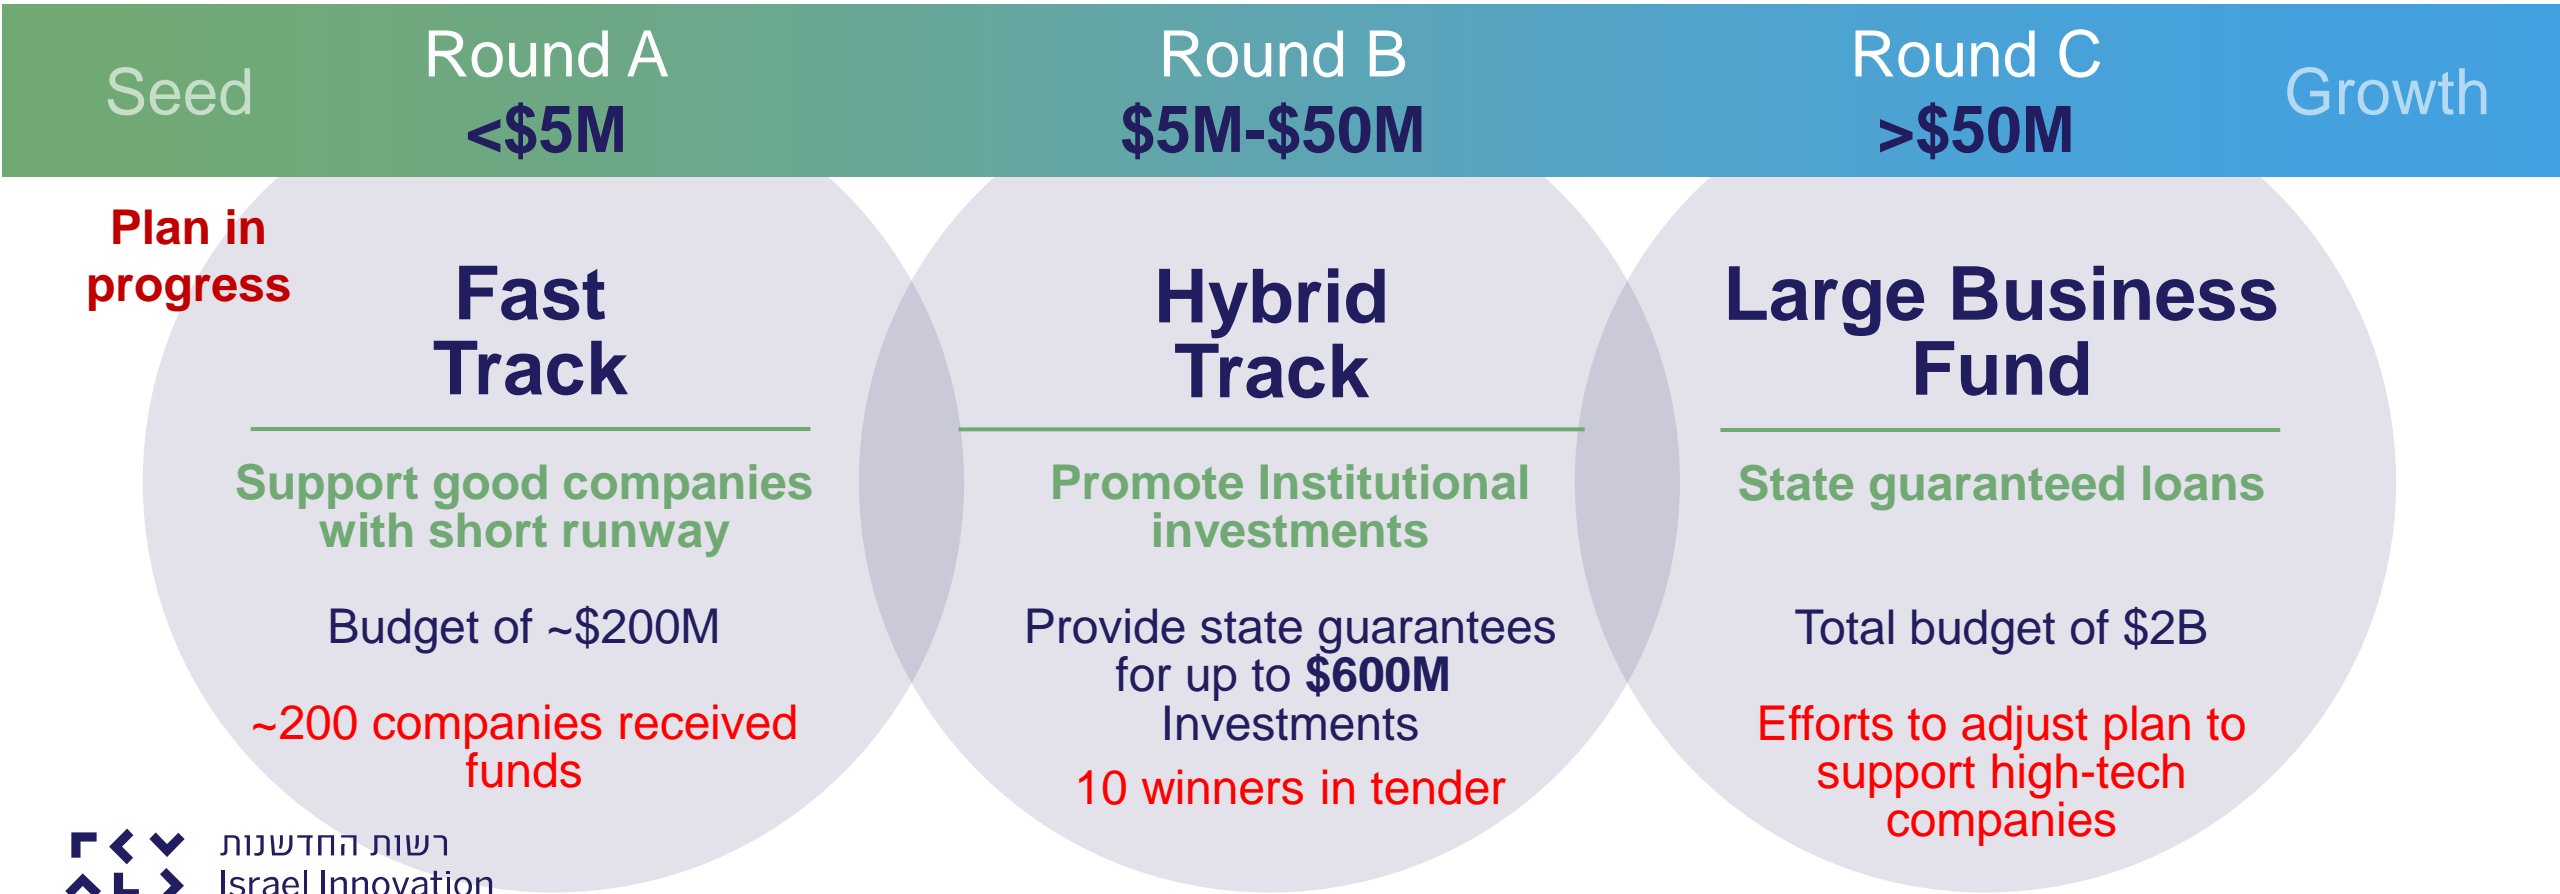 Seed
Round A
<$5M
Round B
$5M-$50M
Round C
>$50M
Growth
Plan in
progress
Fast
Track
Support good companies
with short runway
Budget of ~$200M
~200 companies received
funds
Hybrid
Track
Promote Institutional
investments
Provide state guarantees
for up to $600M
Investments
10 winners in tender
Large Business
Fund
State guaranteed loans
Total budget of $2B
Efforts to adjust plan to
support high-tech
companies
רשות החדשנות
Israel Innovation